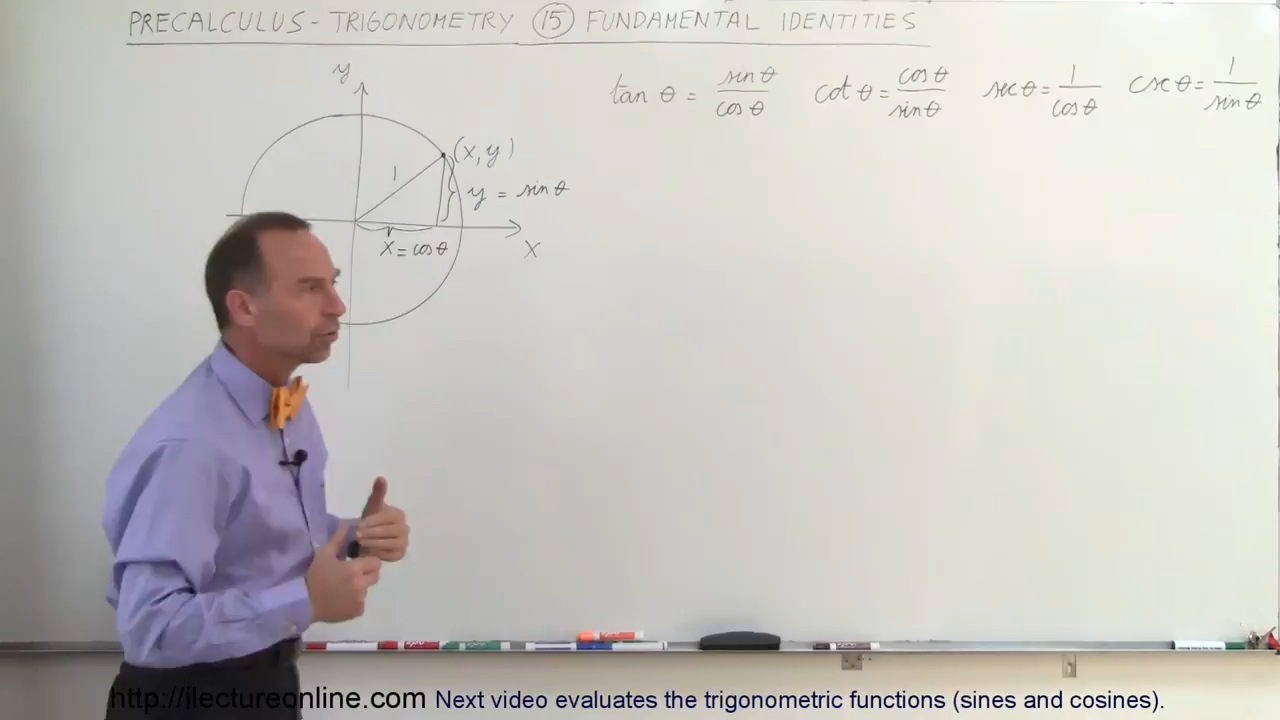 PRECALCULUS - TRIGONOMETRY 15 FUNDAMENTAL IDENTITIES
tan θ = sin θ / cos θ
cot θ = cos θ / sin θ
sec θ = 1 / cos θ
csc θ = 1 / sin θ
y
(x, y)
1
y = sin θ
x = cos θ
x
http://ilectureonline.com Next video evaluates the trigonometric functions (sines and cosines).